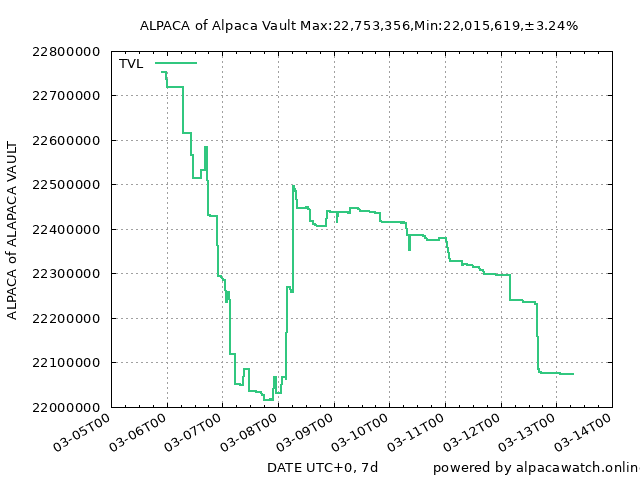 ALPACA of Alpaca Vault Max:22,753,356,Min:22,015,619,±3.24%
TVL
22800000
22700000
22600000
22500000
22400000
22300000
22200000
22100000
22000000
ALPACA of ALAPACA VAULT
03-05T00
03-06T00
03-07T00
03-08T00
03-09T00
03-10T00
03-11T00
03-12T00
03-13T00
03-14T00
DATE UTC+0, 7d
powered by alpacawatch.onlin